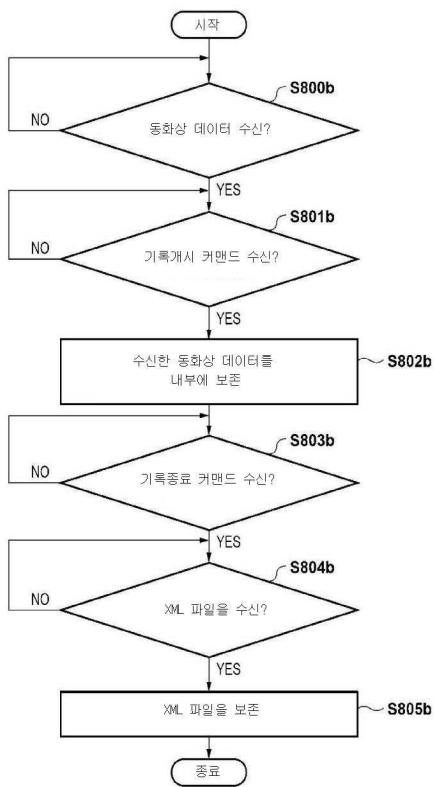 시작
S800b
동화상 데이터 수신?
NO
YES
S801b
기록개시 커맨드 수신?
NO
YES
수신한 동화상 데이터를
내부에 보존
S802b
S803b
기록종료 커맨드 수신?
NO
YES
S804b
XML 파일을 수신?
NO
YES
XML 파일을 보존
S805b
종료